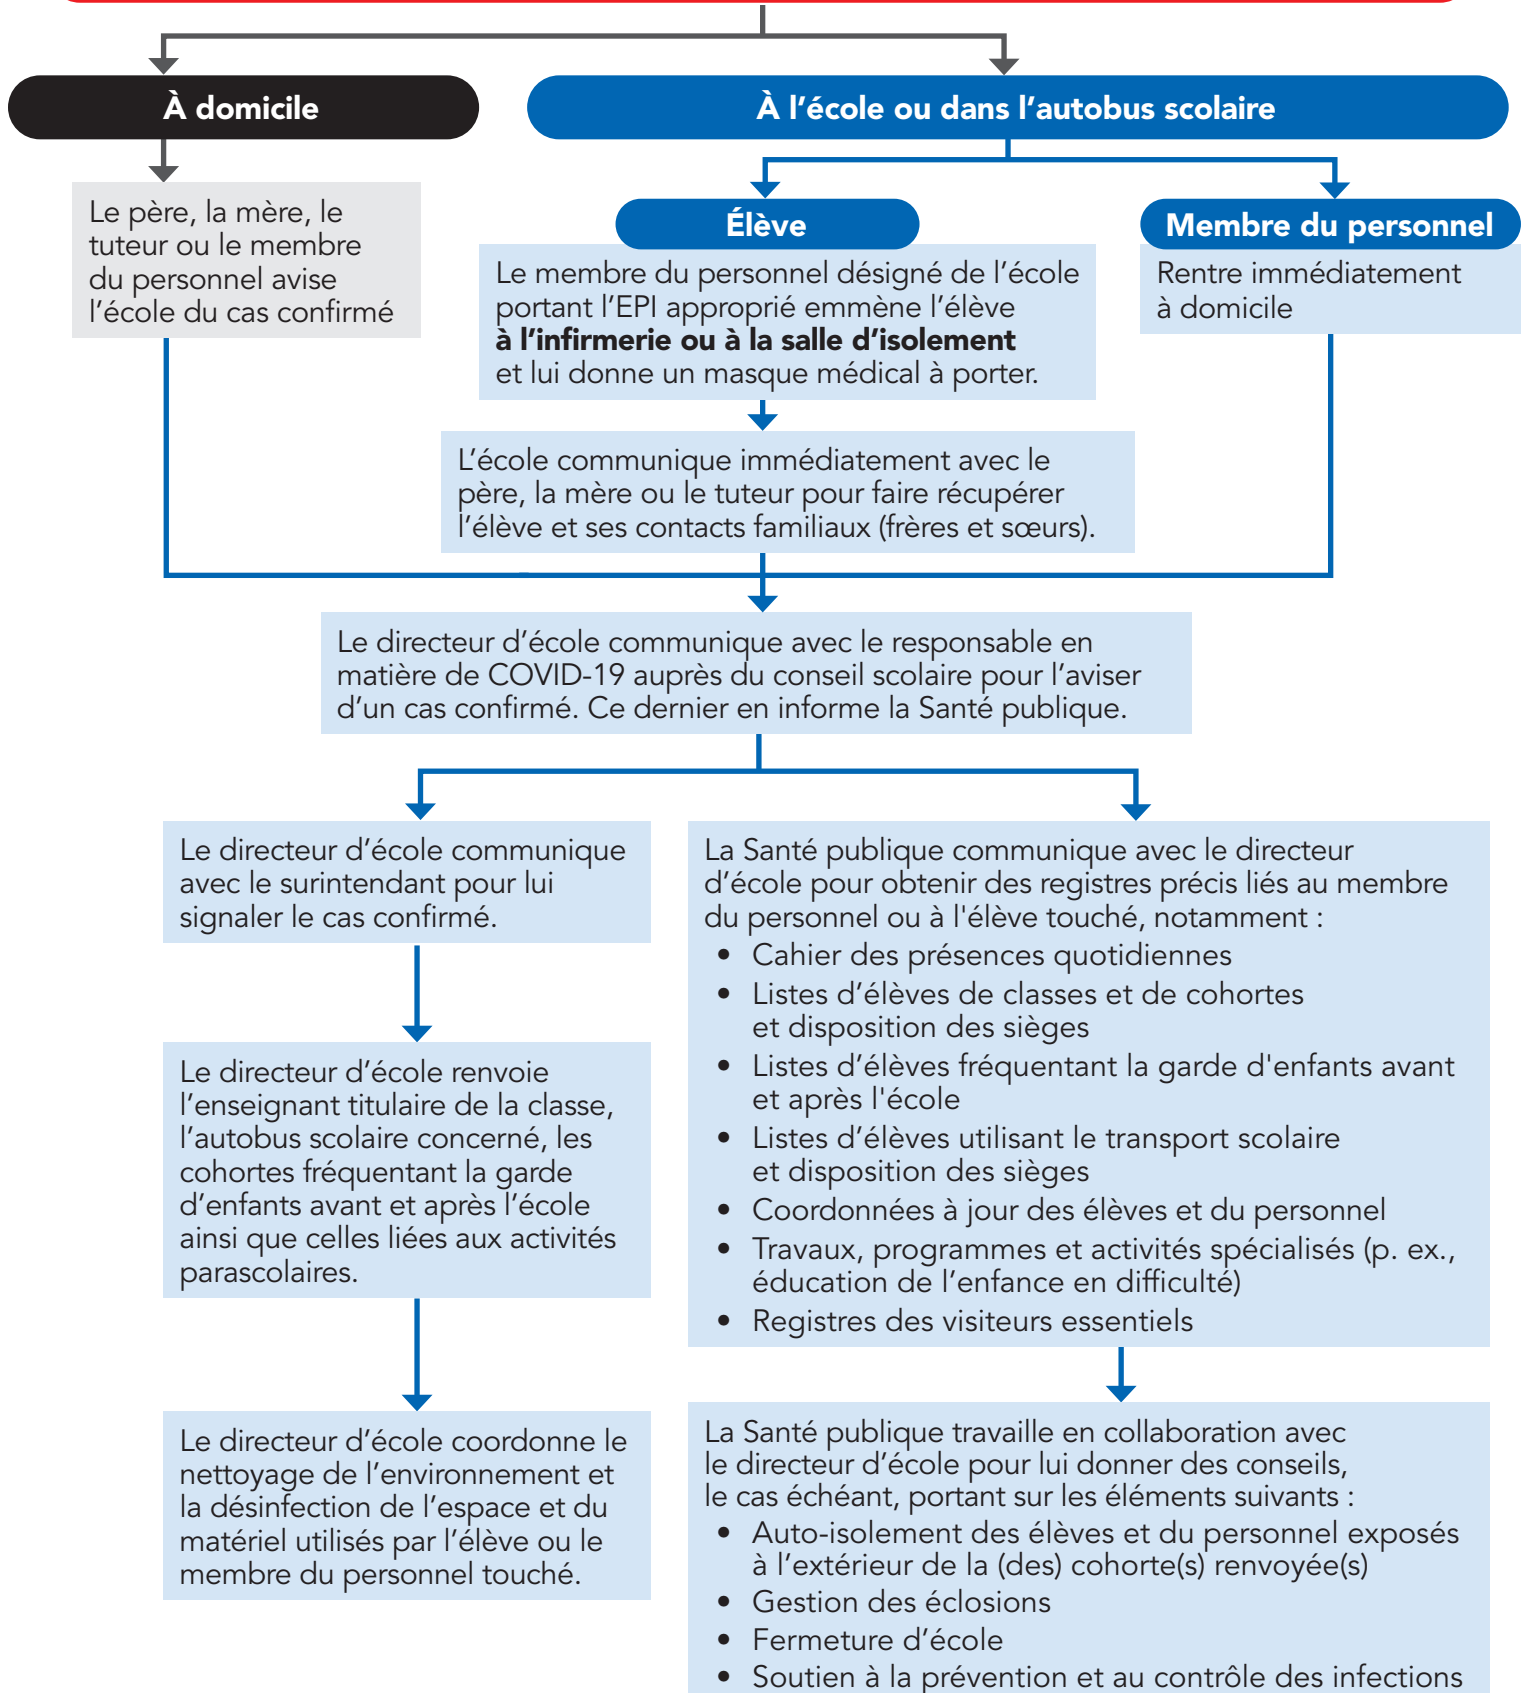 À domicile
À l’école ou dans l’autobus scolaire
Le père, la mère, le
tuteur ou le membre
du personnel avise
l’école du cas confirmé
Élève
Le membre du personnel désigné de l’école
portant l’EPI approprié emmène l’élève
à l’infirmerie ou à la salle d’isolement
et lui donne un masque médical à porter.
Membre du personnel
Rentre immédiatement
à domicile
L’école communique immédiatement avec le
père, la mère ou le tuteur pour faire récupérer
l’élève et ses contacts familiaux (frères et sœurs).
Le directeur d’école communique avec le responsable en
matière de COVID-19 auprès du conseil scolaire pour l’aviser
d’un cas confirmé. Ce dernier en informe la Santé publique.
Le directeur d’école communique
avec le surintendant pour lui
signaler le cas confirmé.
Le directeur d’école renvoie
l’enseignant titulaire de la classe,
l’autobus scolaire concerné, les
cohortes fréquentant la garde
d’enfants avant et après l’école
ainsi que celles liées aux activités
parascolaires.
Le directeur d’école coordonne le
nettoyage de l’environnement et
la désinfection de l’espace et du
matériel utilisés par l’élève ou le
membre du personnel touché.
La Santé publique communique avec le directeur
d’école pour obtenir des registres précis liés au membre
du personnel ou à l'élève touché, notamment :
• Cahier des présences quotidiennes
• Listes d’élèves de classes et de cohortes
et disposition des sièges
• Listes d’élèves fréquentant la garde d'enfants avant
et après l'école
• Listes d’élèves utilisant le transport scolaire
et disposition des sièges
• Coordonnées à jour des élèves et du personnel
• Travaux, programmes et activités spécialisés (p. ex.,
éducation de l’enfance en difficulté)
• Registres des visiteurs essentiels
La Santé publique travaille en collaboration avec
le directeur d’école pour lui donner des conseils,
le cas échéant, portant sur les éléments suivants :
• Auto-isolement des élèves et du personnel exposés
à l’extérieur de la (des) cohorte(s) renvoyée(s)
• Gestion des éclosions
• Fermeture d’école
• Soutien à la prévention et au contrôle des infections